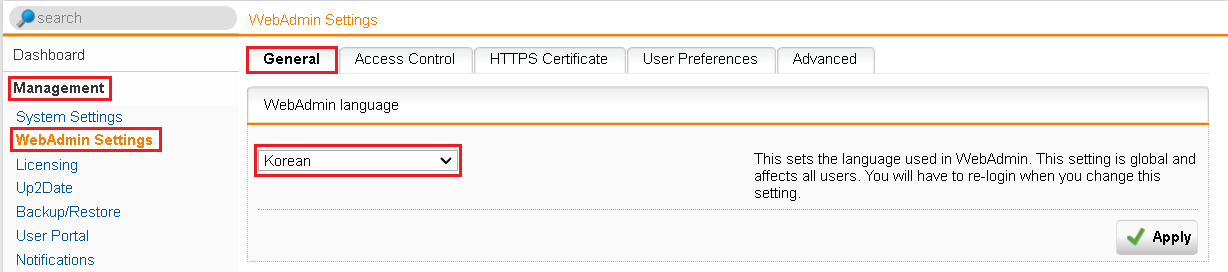 search
WebAdmin Settings
Dashboard
Management
System Settings
WebAdmin Settings
Licensing
Up2Date
Backup/Restore
User Portal
Notifications
General
Access Control
HTTPS Certificate
User Preferences
Advanced
WebAdmin language
Korean
This sets the language used in WebAdmin. This setting is global and
affects all users. You will have to re-login when you change this
setting.
Apply